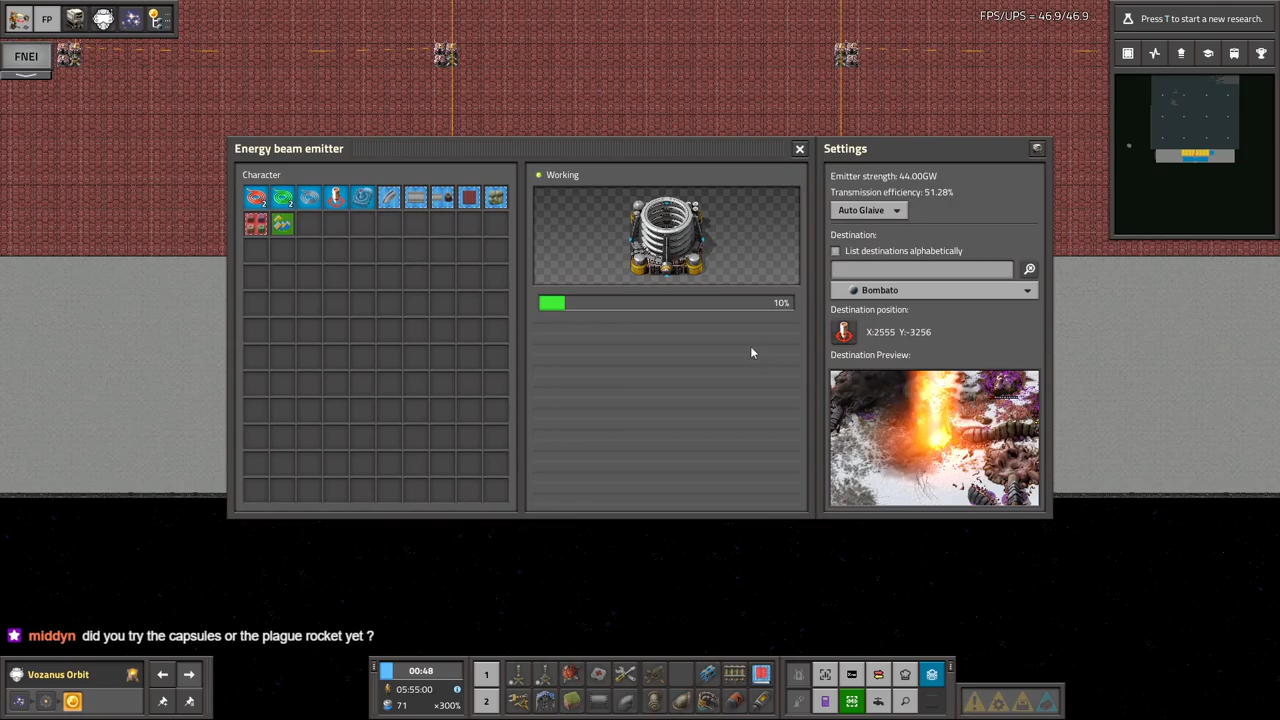 FP
FPS/UPS = 46.9/46.9
Press T to start a new research.
FNEI
Energy beam emitter
Settings
Character
Working
Emitter strength: 44.00GW
Transmission efficiency: 51.28%
2
2
Auto Glaive
Destination:
List destinations alphabetically
Bombato
10%
Destination position:
X:2555 Y:-3256
Destination Preview:
middyn did you try the capsules or the plague rocket yet ?
Vozanus Orbit
00:48
1
05:55:00
71 ×300%
2